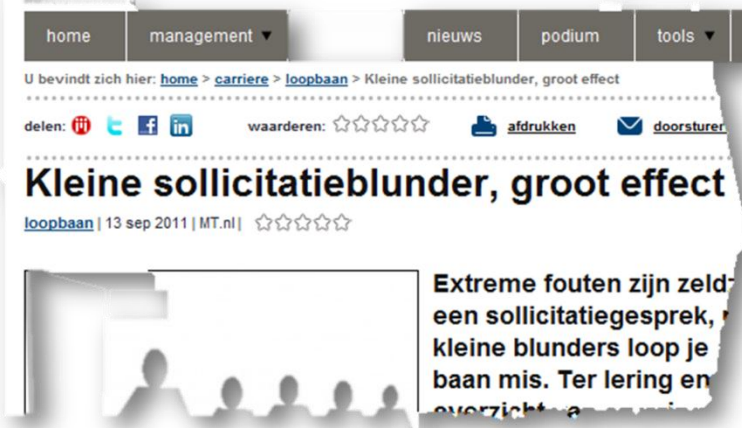 home management nieuws podium tools
U bevindt zich hier: home > carriere > loopbaan > Kleine sollicitatieblunder, groot effect
delen: waarderen: afdrukken doorsturen
Kleine sollicitatieblunder, groot effect
loopbaan | 13 sep 2011 | MT.nl |
Extreme fouten zijn
een sollicitatiegesprek,
kleine blunders loop je
baan mis. Ter lering en